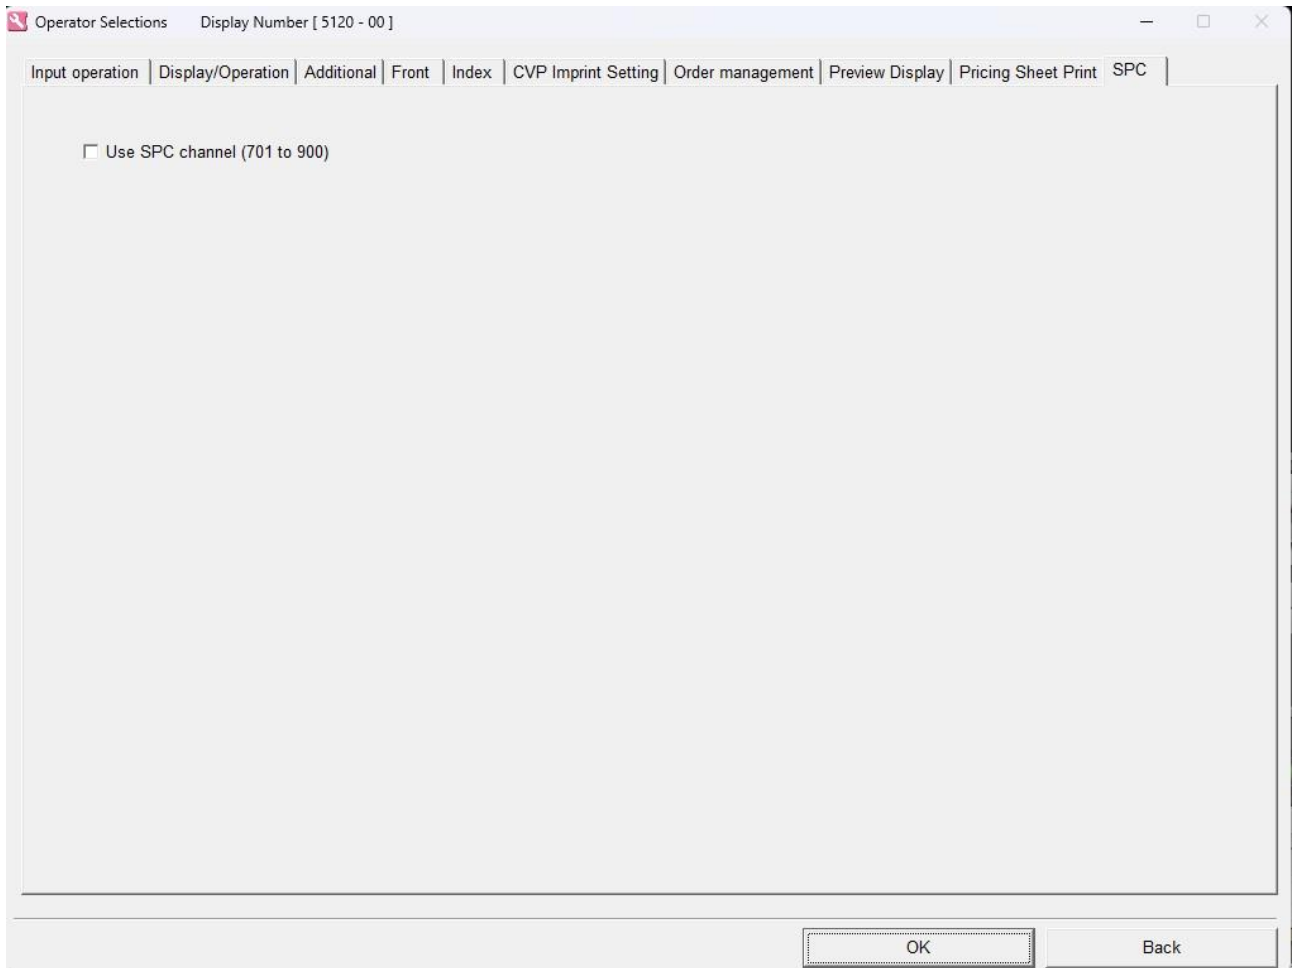 Operator Selections Display Number [ 5120 - 00 ]
Input operation Display/Operation Additional Front Index CVP Imprint Setting Order management Preview Display Pricing Sheet Print SPC
Use SPC channel (701 to 900)
OK Back